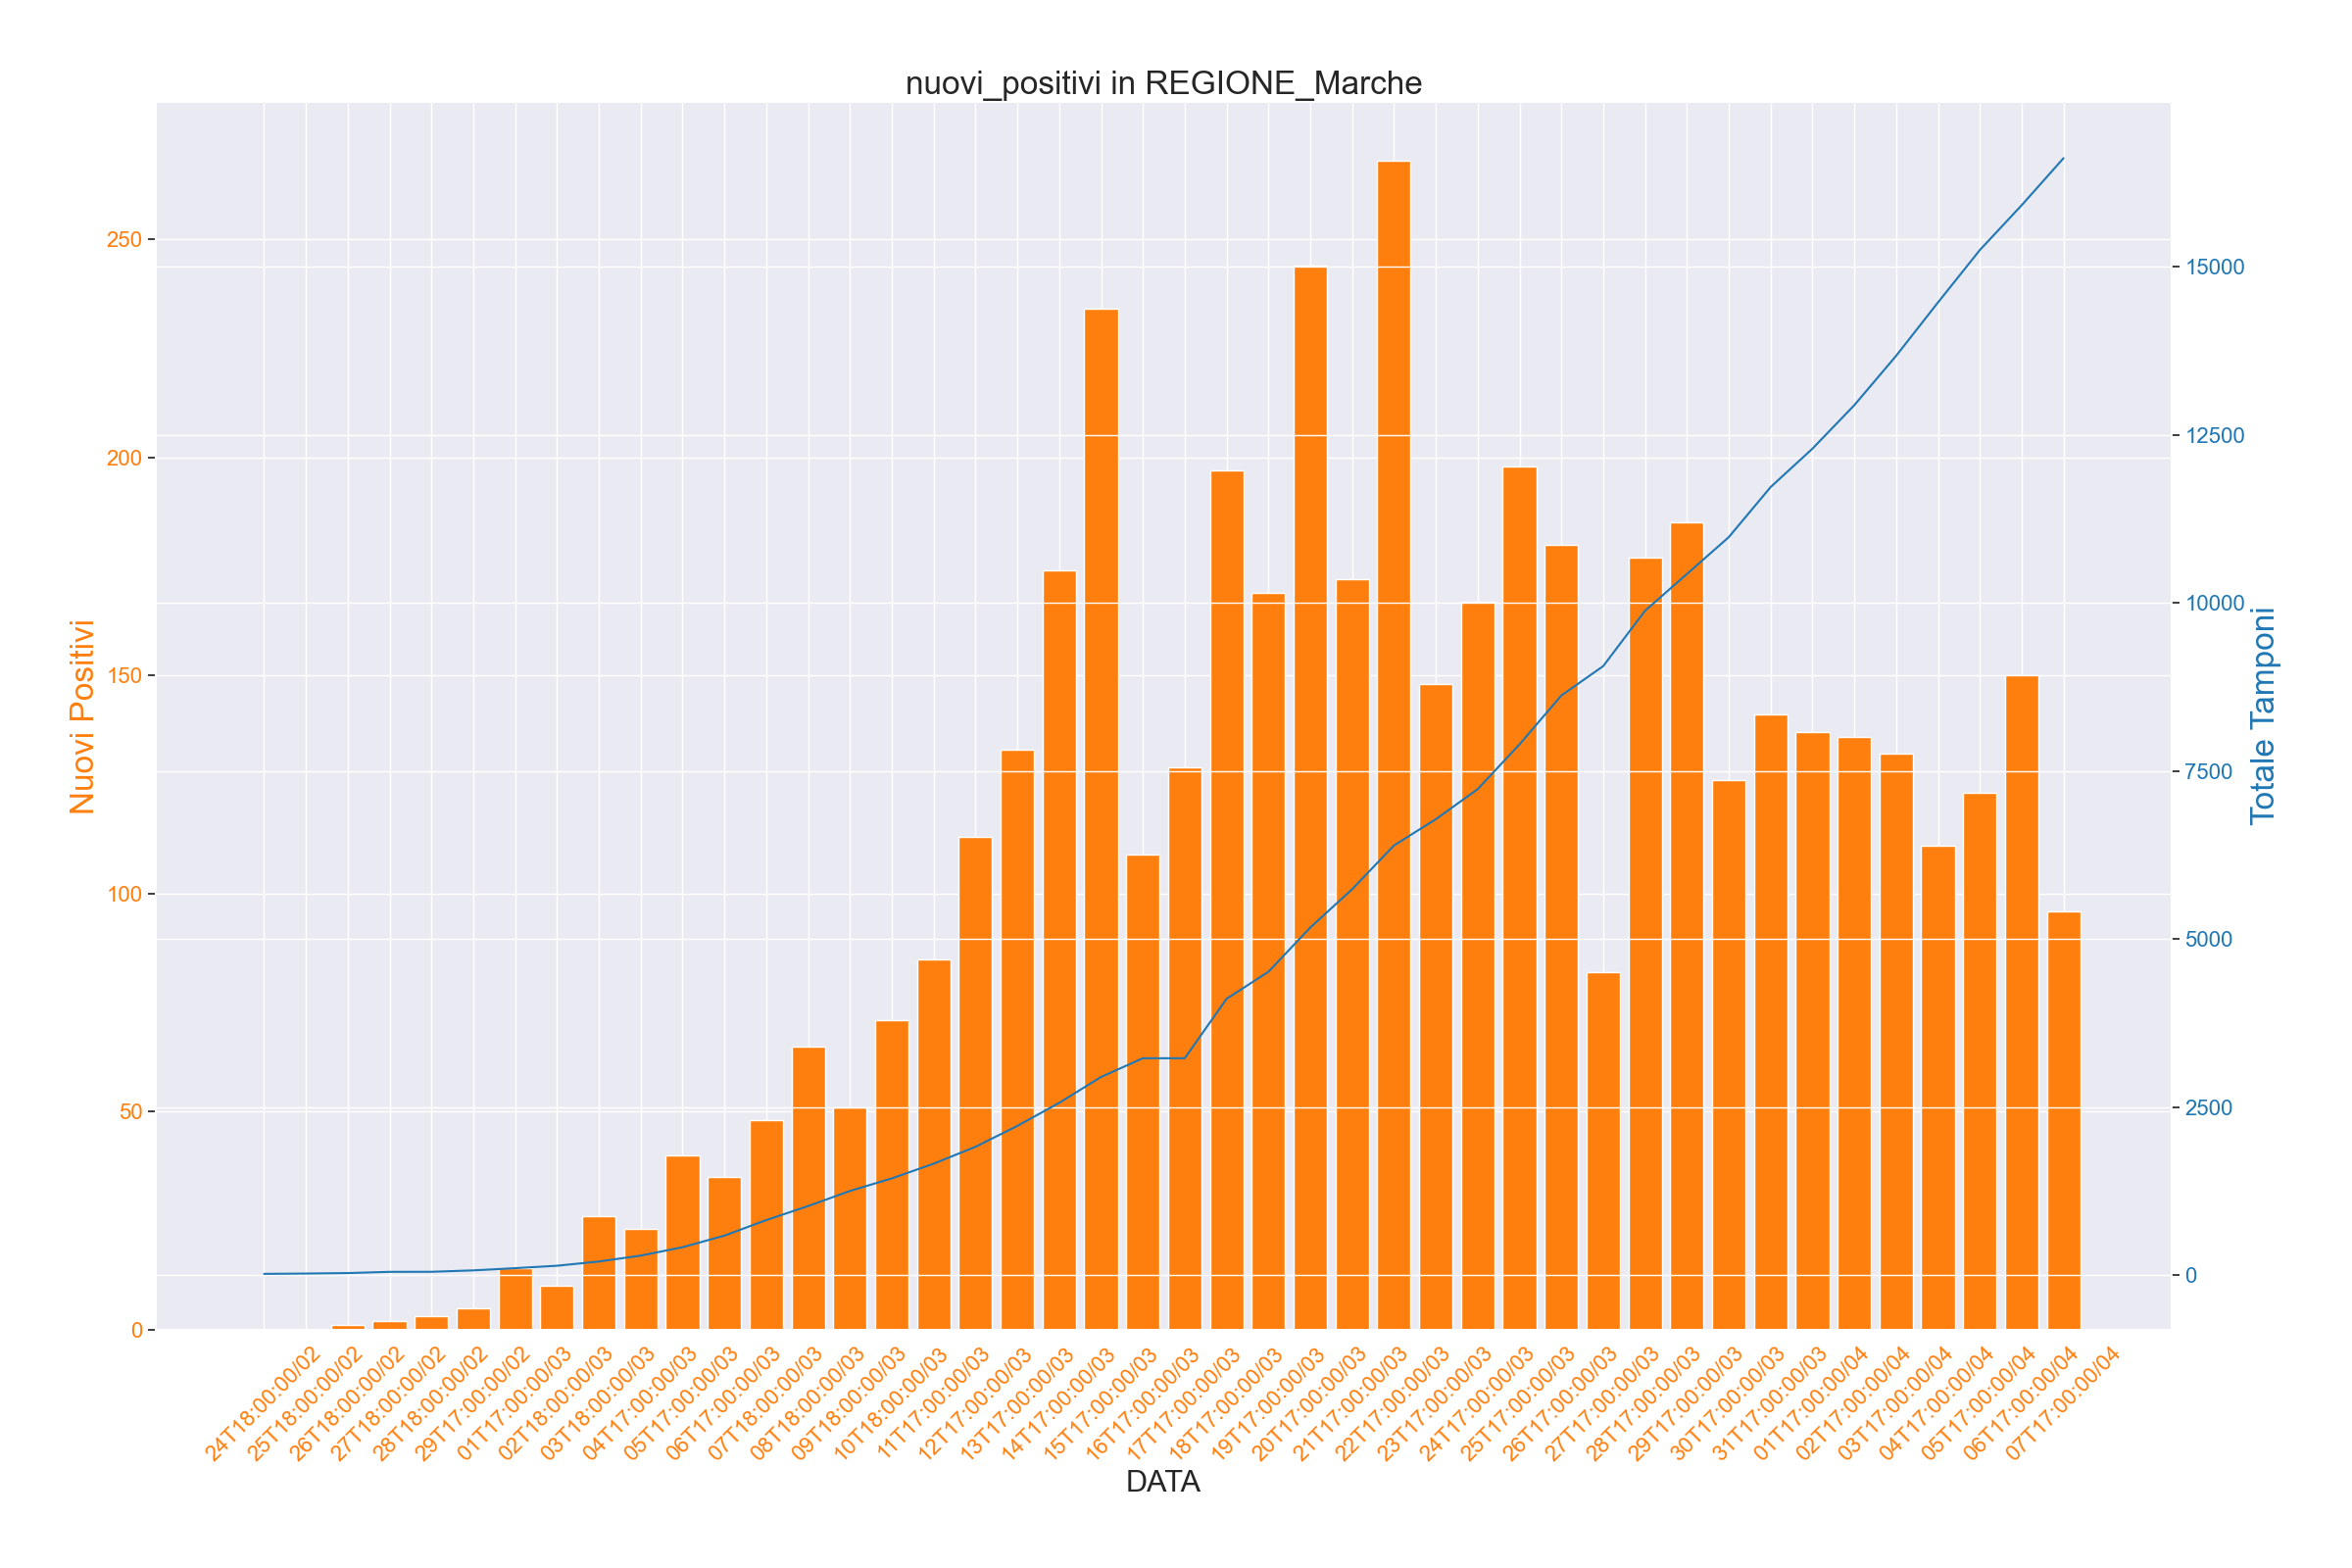 nuovi_positivi in REGIONE_Marche
250
200
150
100
50
0
Nuovi Positivi
15000
12500
10000
7500
5000
2500
0
Totale Tamponi
24T18:00:00/02
25T18:00:00/02
26T18:00:00/02
27T18:00:00/02
28T18:00:00/02
29T17:00:00/02
01T17:00:00/03
02T18:00:00/03
03T18:00:00/03
04T17:00:00/03
05T17:00:00/03
06T17:00:00/03
07T18:00:00/03
08T18:00:00/03
09T18:00:00/03
10T18:00:00/03
11T17:00:00/03
12T17:00:00/03
13T17:00:00/03
14T17:00:00/03
15T17:00:00/03
16T17:00:00/03
17T17:00:00/03
18T17:00:00/03
19T17:00:00/03
20T17:00:00/03
21T17:00:00/03
22T17:00:00/03
23T17:00:00/03
24T17:00:00/03
25T17:00:00/03
26T17:00:00/03
27T17:00:00/03
28T17:00:00/03
29T17:00:00/03
30T17:00:00/03
31T17:00:00/03
01T17:00:00/04
02T17:00:00/04
03T17:00:00/04
04T17:00:00/04
05T17:00:00/04
06T17:00:00/04
07T17:00:00/04
DATA